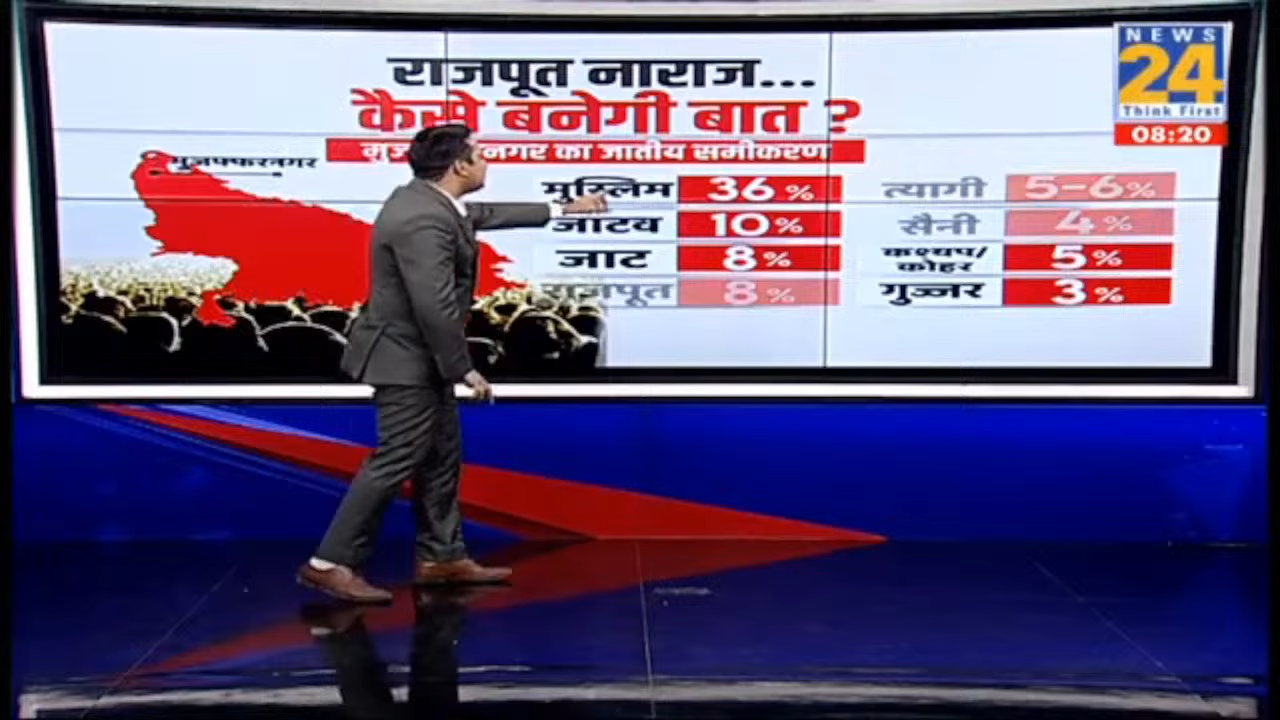 राजपूत नाराज...
कैसे बनेगी बात ?
नगर का जातीय समीकरण
मुजफ्फरनगर
मुस्लिम 36 % त्यागी 5-6%
जाटव 10% सैनी 4 %
जाट 8 % कश्यप/
कोहर 5 %
राजपूत 8 % गुज्जर 3 %
NEWS
24
Think First
08:20